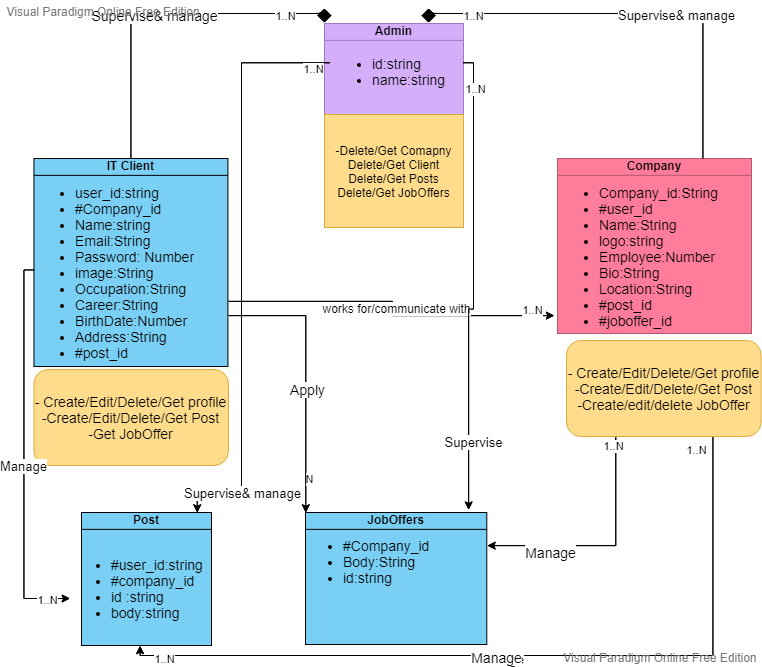 Visual Paradigm Online Free Edition
Supervise& manage
1..N
1..N
Supervise& manage
Admin
id:string
name:string
1..N
1..N
-Delete/Get Comapny
Delete/Get Client
Delete/Get Posts
Delete/Get JobOffers
IT Client
user_id:string
#Company_id
Name:string
Email:String
Password: Number
image:String
Occupation:String
Career:String
BirthDate:Number
Address:String
#post_id
Company
Company_id:String
#user_id
Name:String
logo:string
Employee:Number
Bio:String
Location:String
#post_id
#joboffer_id
works for/communicate with
1..N
- Create/Edit/Delete/Get profile
-Create/Edit/Delete/Get Post
-Get JobOffer
Apply
- Create/Edit/Delete/Get profile
-Create/Edit/Delete/Get Post
-Create/edit/delete JobOffer
Supervise
1..N
1..N
Manage
N
Supervise& manage
Post
#user_id:string
#company_id
id :string
body:string
JobOffers
#Company_id
Body:String
id:string
Manage
1..N
1..N
Manage
Visual Paradigm Online Free Edition